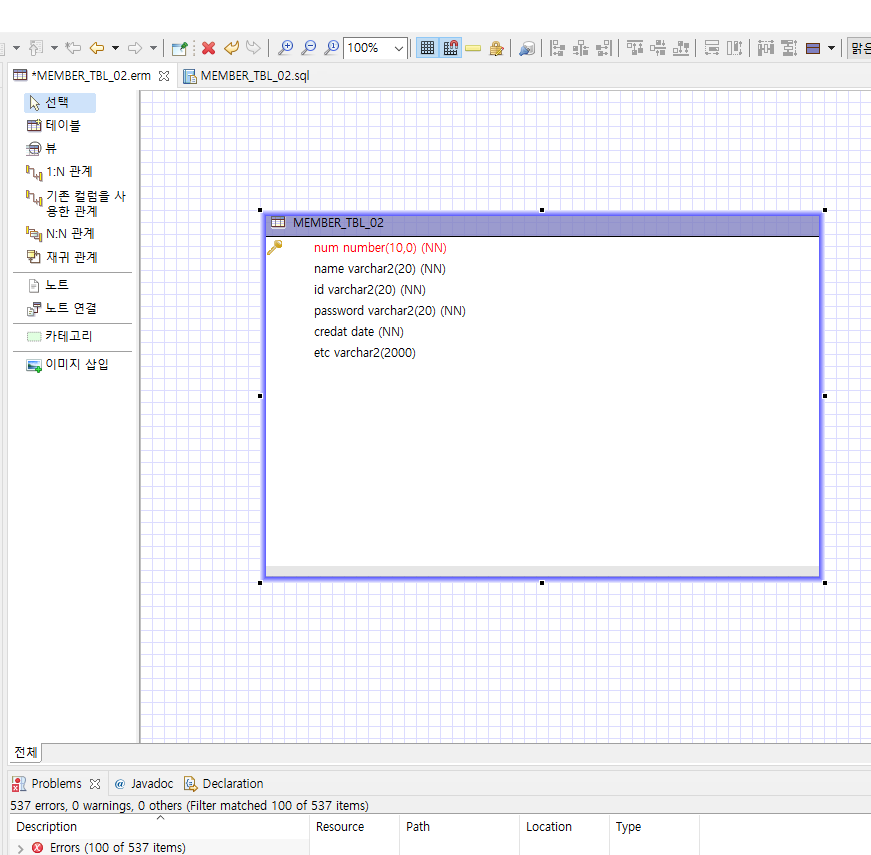 100%
맑은
*MEMBER_TBL_02.erm
MEMBER_TBL_02.sql
선택
테이블
뷰
1:N 관계
기존 컬럼을 사
용한 관계
N:N 관계
재귀 관계
노트
노트 연결
카테고리
이미지 삽입
MEMBER_TBL_02
num number(10,0) (NN)
name varchar2(20) (NN)
id varchar2(20) (NN)
password varchar2(20) (NN)
credat date (NN)
etc varchar2(2000)
전체
Problems
@ Javadoc
Declaration
537 errors, 0 warnings, 0 others (Filter matched 100 of 537 items)
Description
Resource
Path
Location
Type
Errors (100 of 537 items)